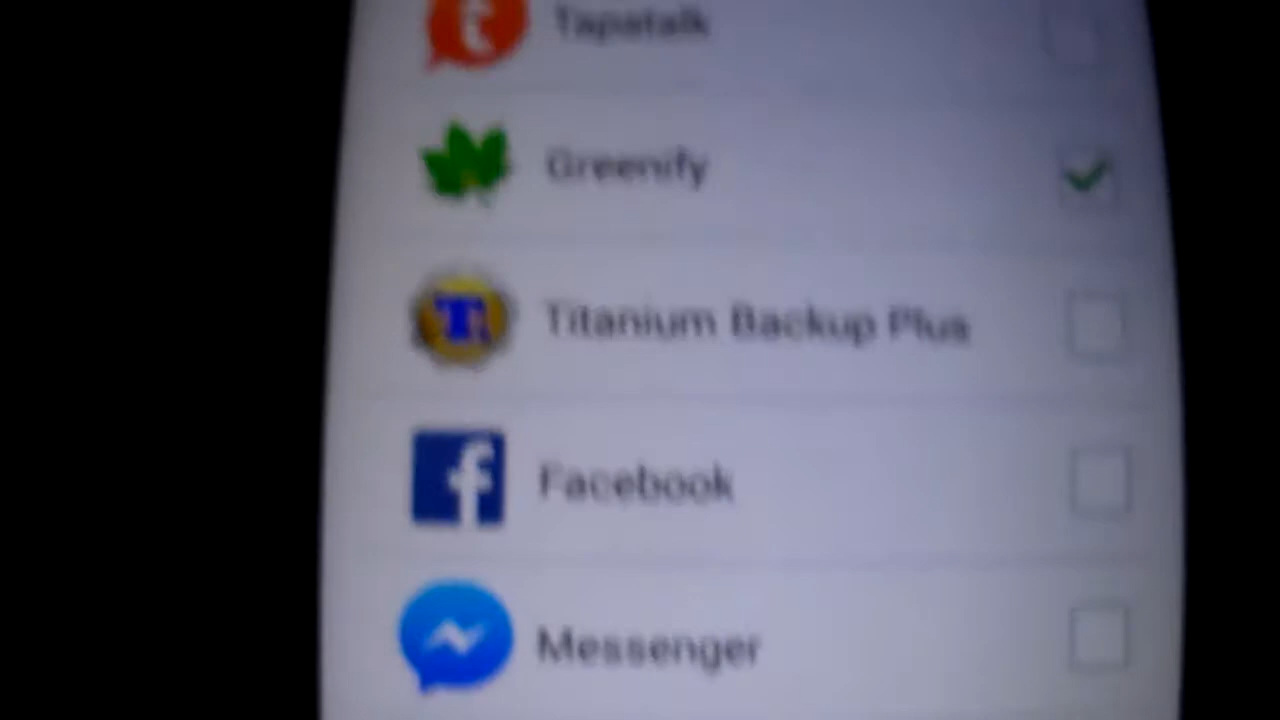 Tapatalk
Greenify
Titanium Backup Plus
Facebook
Messenger